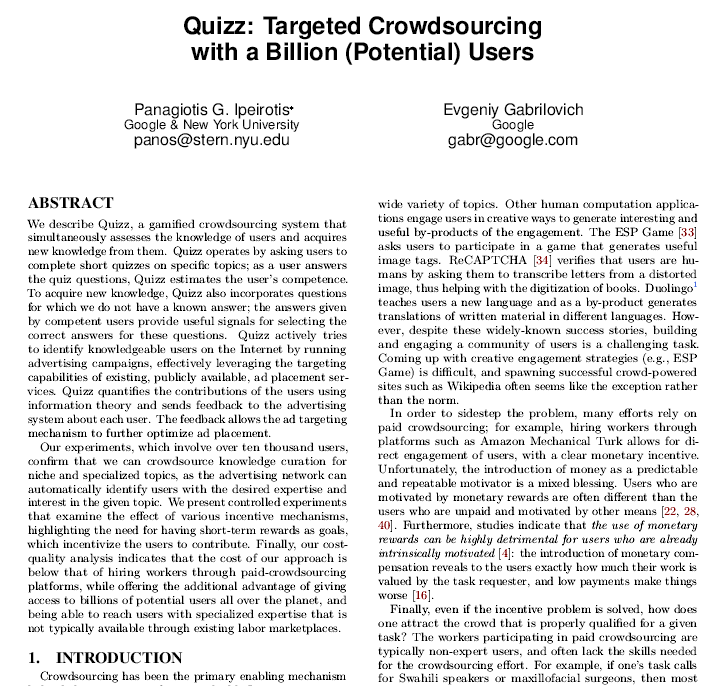 Quizz: Targeted Crowdsourcing
with a Billion (Potential) Users
Panagiotis G. Ipeirotis
Google & New York University
panos@stern.nyu.edu
Evgeniy Gabrilovich
Google
gabr@google.com
ABSTRACT
We describe Quizz, a gamified crowdsourcing system that
simultaneously assesses the knowledge of users and acquires
new knowledge from them. Quizz operates by asking users to
complete short quizzes on specific topics; as a user answers
the quiz questions, Quizz estimates the user's competence.
To acquire new knowledge, Quizz also incorporates questions
for which we do not have a known answer; the answers given
by competent users provide useful signals for selecting the
correct answers for these questions. Quizz actively tries
to identify knowledgeable users on the Internet by running
advertising campaigns, effectively leveraging the targeting
capabilities of existing, publicly available, ad placement ser-
vices. Quizz quantifies the contributions of the users using
information theory and sends feedback to the advertising
system about each user. The feedback allows the ad targeting
mechanism to further optimize ad placement.
Our experiments, which involve over ten thousand users,
confirm that we can crowdsource knowledge curation for
niche and specialized topics, as the advertising network can
automatically identify users with the desired expertise and
interest in the given topic. We present controlled experiments
that examine the effect of various incentive mechanisms,
highlighting the need for having short-term rewards as goals,
which incentivize the users to contribute. Finally, our cost-
quality analysis indicates that the cost of our approach is
below that of hiring workers through paid-crowdsourcing
platforms, while offering the additional advantage of giving
access to billions of potential users all over the planet, and
being able to reach users with specialized expertise that is
not typically available through existing labor marketplaces.
1. INTRODUCTION
Crowdsourcing has been the primary enabling mechanism
wide variety of topics. Other human computation applica-
tions engage users in creative ways to generate interesting and
useful by-products of the engagement. The ESP Game [33]
asks users to participate in a game that generates useful
image tags. ReCAPTCHA [34] verifies that users are hu-
mans by asking them to transcribe letters from a distorted
image, thus helping with the digitization of books. Duolingo1
teaches users a new language and as a by-product generates
translations of written material in different languages. How-
ever, despite these widely-known success stories, building
and engaging a community of users is a challenging task.
Coming up with creative engagement strategies (e.g., ESP
Game) is difficult, and spawning successful crowd-powered
sites such as Wikipedia often seems like the exception rather
than the norm.
In order to sidestep the problem, many efforts rely on
paid crowdsourcing; for example, hiring workers through
platforms such as Amazon Mechanical Turk allows for di-
rect engagement of users, with a clear monetary incentive.
Unfortunately, the introduction of money as a predictable
and repeatable motivator is a mixed blessing. Users who are
motivated by monetary rewards are often different than the
users who are unpaid and motivated by other means [22, 28,
40]. Furthermore, studies indicate that the use of monetary
rewards can be highly detrimental for users who are already
intrinsically motivated [4]: the introduction of monetary com-
pensation reveals to the users exactly how much their work is
valued by the task requester, and low payments make things
worse [16].
Finally, even if the incentive problem is solved, how does
one attract the crowd that is properly qualified for a given
task? The workers participating in paid crowdsourcing are
typically non-expert users, and often lack the skills needed
for the crowdsourcing effort. For example, if one's task calls
for Swahili speakers or maxillofacial surgeons, then most